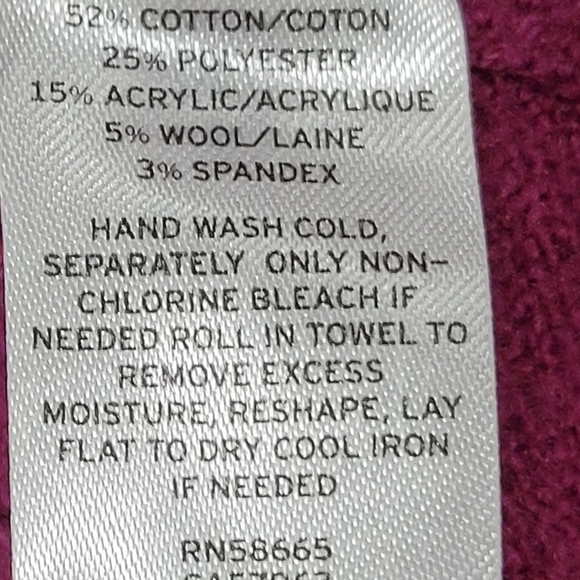 52% COTTON/COTON
25% POLYESTER
15% ACRYLIC/ACRYLIQUE
5% WOOL/LAINE
3% SPANDEX
HAND WASH COLD,
SEPARATELY ONLY NON-
CHLORINE BLEACH IF
NEEDED ROLL IN TOWEL TO
REMOVE EXCESS
MOISTURE, RESHAPE, LAY
FLAT TO DRY COOL IRON
IF NEEDED
RN58665